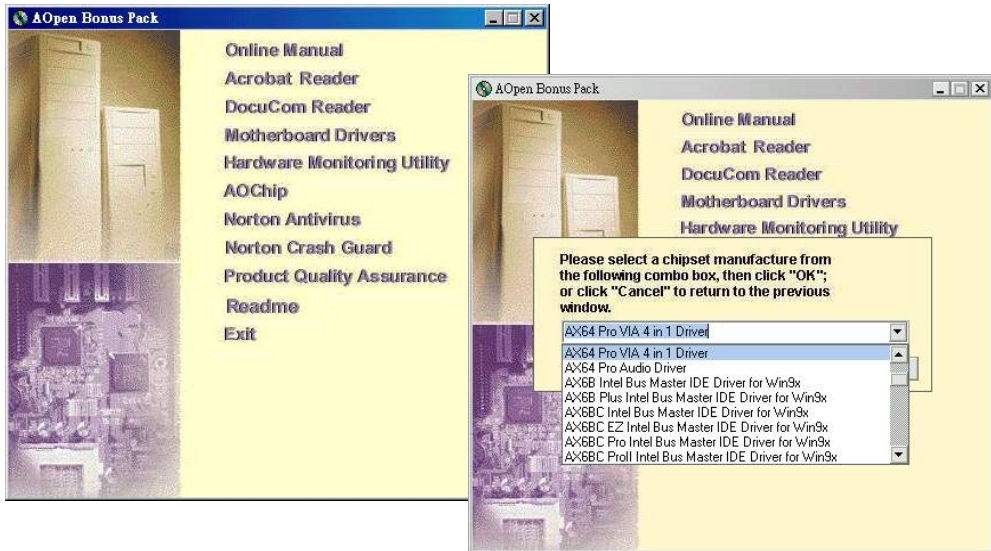 AOpen Bonus Pack
Online Manual
Acrobat Reader
DocuCom Reader
Motherboard Drivers
Hardware Monitoring Utility
AOChip
Norton Antivirus
Norton Crash Guard
Product Quality Assurance
Readme
Exit
AOpen Bonus Pack
Online Manual
Acrobat Reader
DocuCom Reader
Motherboard Drivers
Hardware Monitoring Utility
Please select a chipset manufacture from
the following combo box, then click "OK";
or click "Cancel" to return to the previous
window.
AX64 Pro VIA 4 in 1 Driver
AX64 Pro VIA 4 in 1 Driver
AX64 Pro Audio Driver
AX6B Intel Bus Master IDE Driver for Win9x
AX6B Plus Intel Bus Master IDE Driver for Win9x
AX6BC Intel Bus Master IDE Driver for Win9x
AX6BC EZ Intel Bus Master IDE Driver for Win9x
AX6BC Pro Intel Bus Master IDE Driver for Win9x
AX6BC ProII Intel Bus Master IDE Driver for Win9x